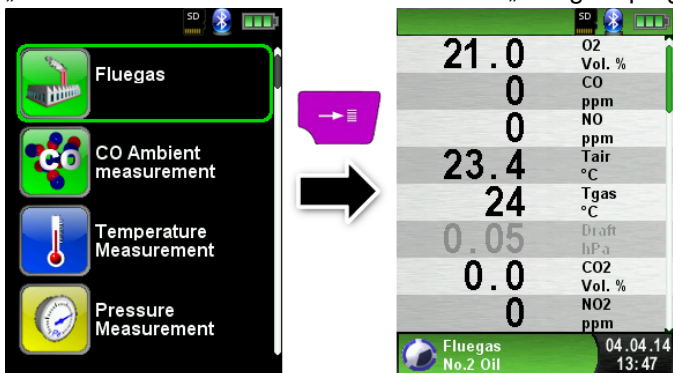 SD
Fluegas
CO
CO Ambient
measurement
Temperature
Measurement
Pressure
Measurement
SD
21.0 O2
Vol. %
0 CO
ppm
0 NO
ppm
23.4 Tair
°C
24 Tgas
°C
0.05 Draft
hPa
0.0 CO2
Vol. %
0 NO2
ppm
Fluegas
No.2 Oil
04.04.14
13:47